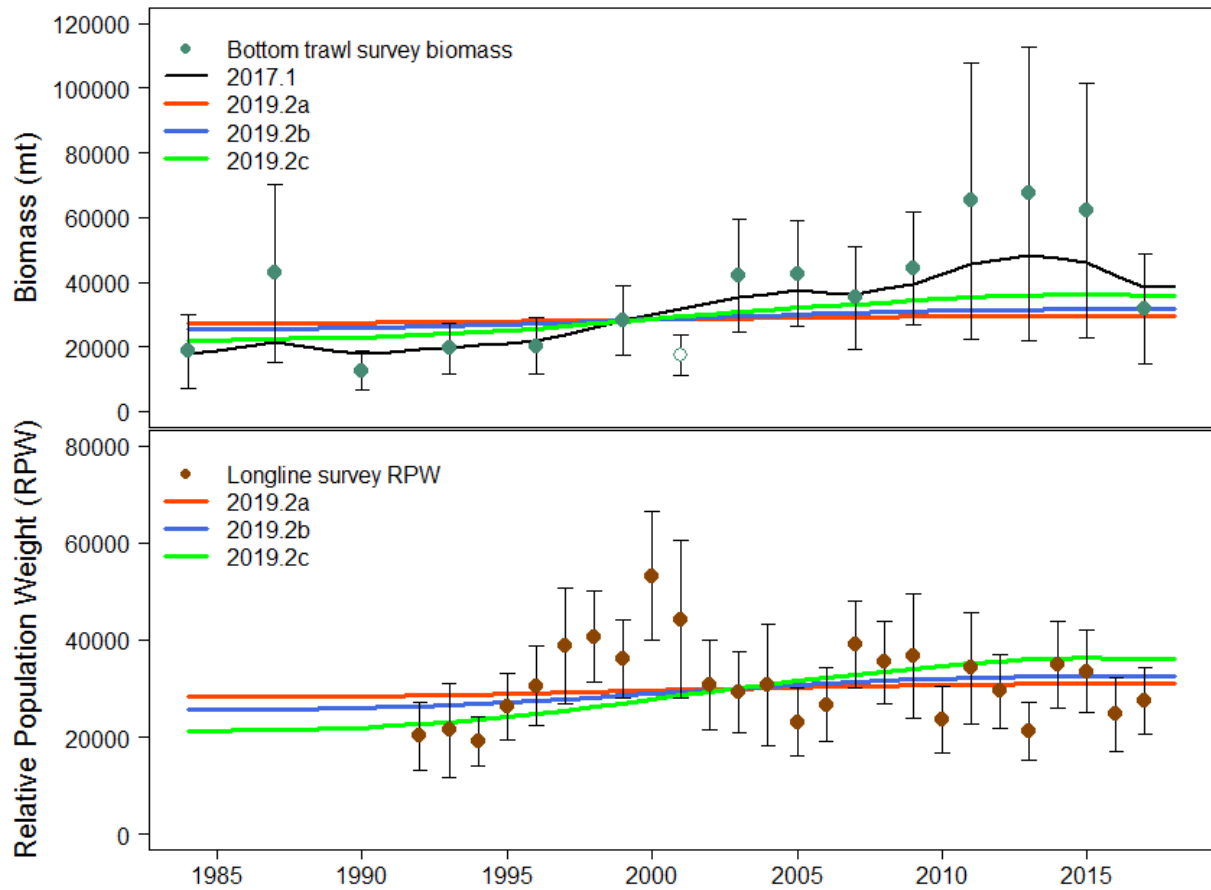 120000
100000
80000
60000
40000
20000
0
Biomass (mt)
Bottom trawl survey biomass
2017.1
2019.2a
2019.2b
2019.2c
80000
60000
40000
20000
0
Relative Population Weight (RPW)
Longline survey RPW
2019.2a
2019.2b
2019.2c
1985 1990 1995 2000 2005 2010 2015